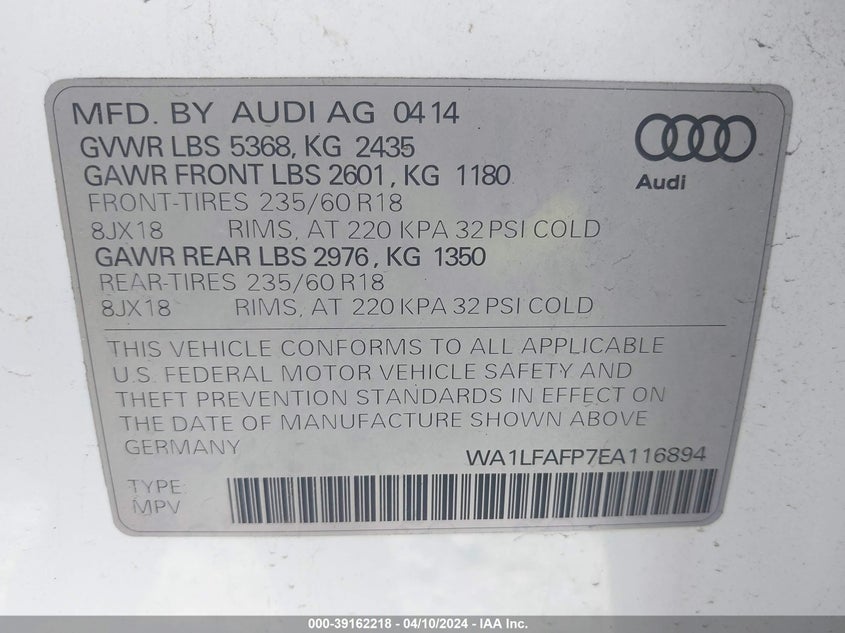 MFD. BY AUDI AG 0414
GVWR LBS 5368, KG 2435
GAWR FRONT LBS 2601, KG 1180
FRONT-TIRES 235/60 R18
8JX18 RIMS, AT 220 KPA 32 PSI COLD
GAWR REAR LBS 2976, KG 1350
REAR-TIRES 235/60 R18
8JX18 RIMS, AT 220 KPA 32 PSI COLD
Audi
THIS VEHICLE CONFORMS TO ALL APPLICABLE
U.S. FEDERAL MOTOR VEHICLE SAFETY AND
THEFT PREVENTION STANDARDS IN EFFECT ON
THE DATE OF MANUFACTURE SHOWN ABOVE
GERMANY
WA1LFAFP7EA116894
TYPE:
MPV
000-39162218 - 04/10/2024 - WA INC.